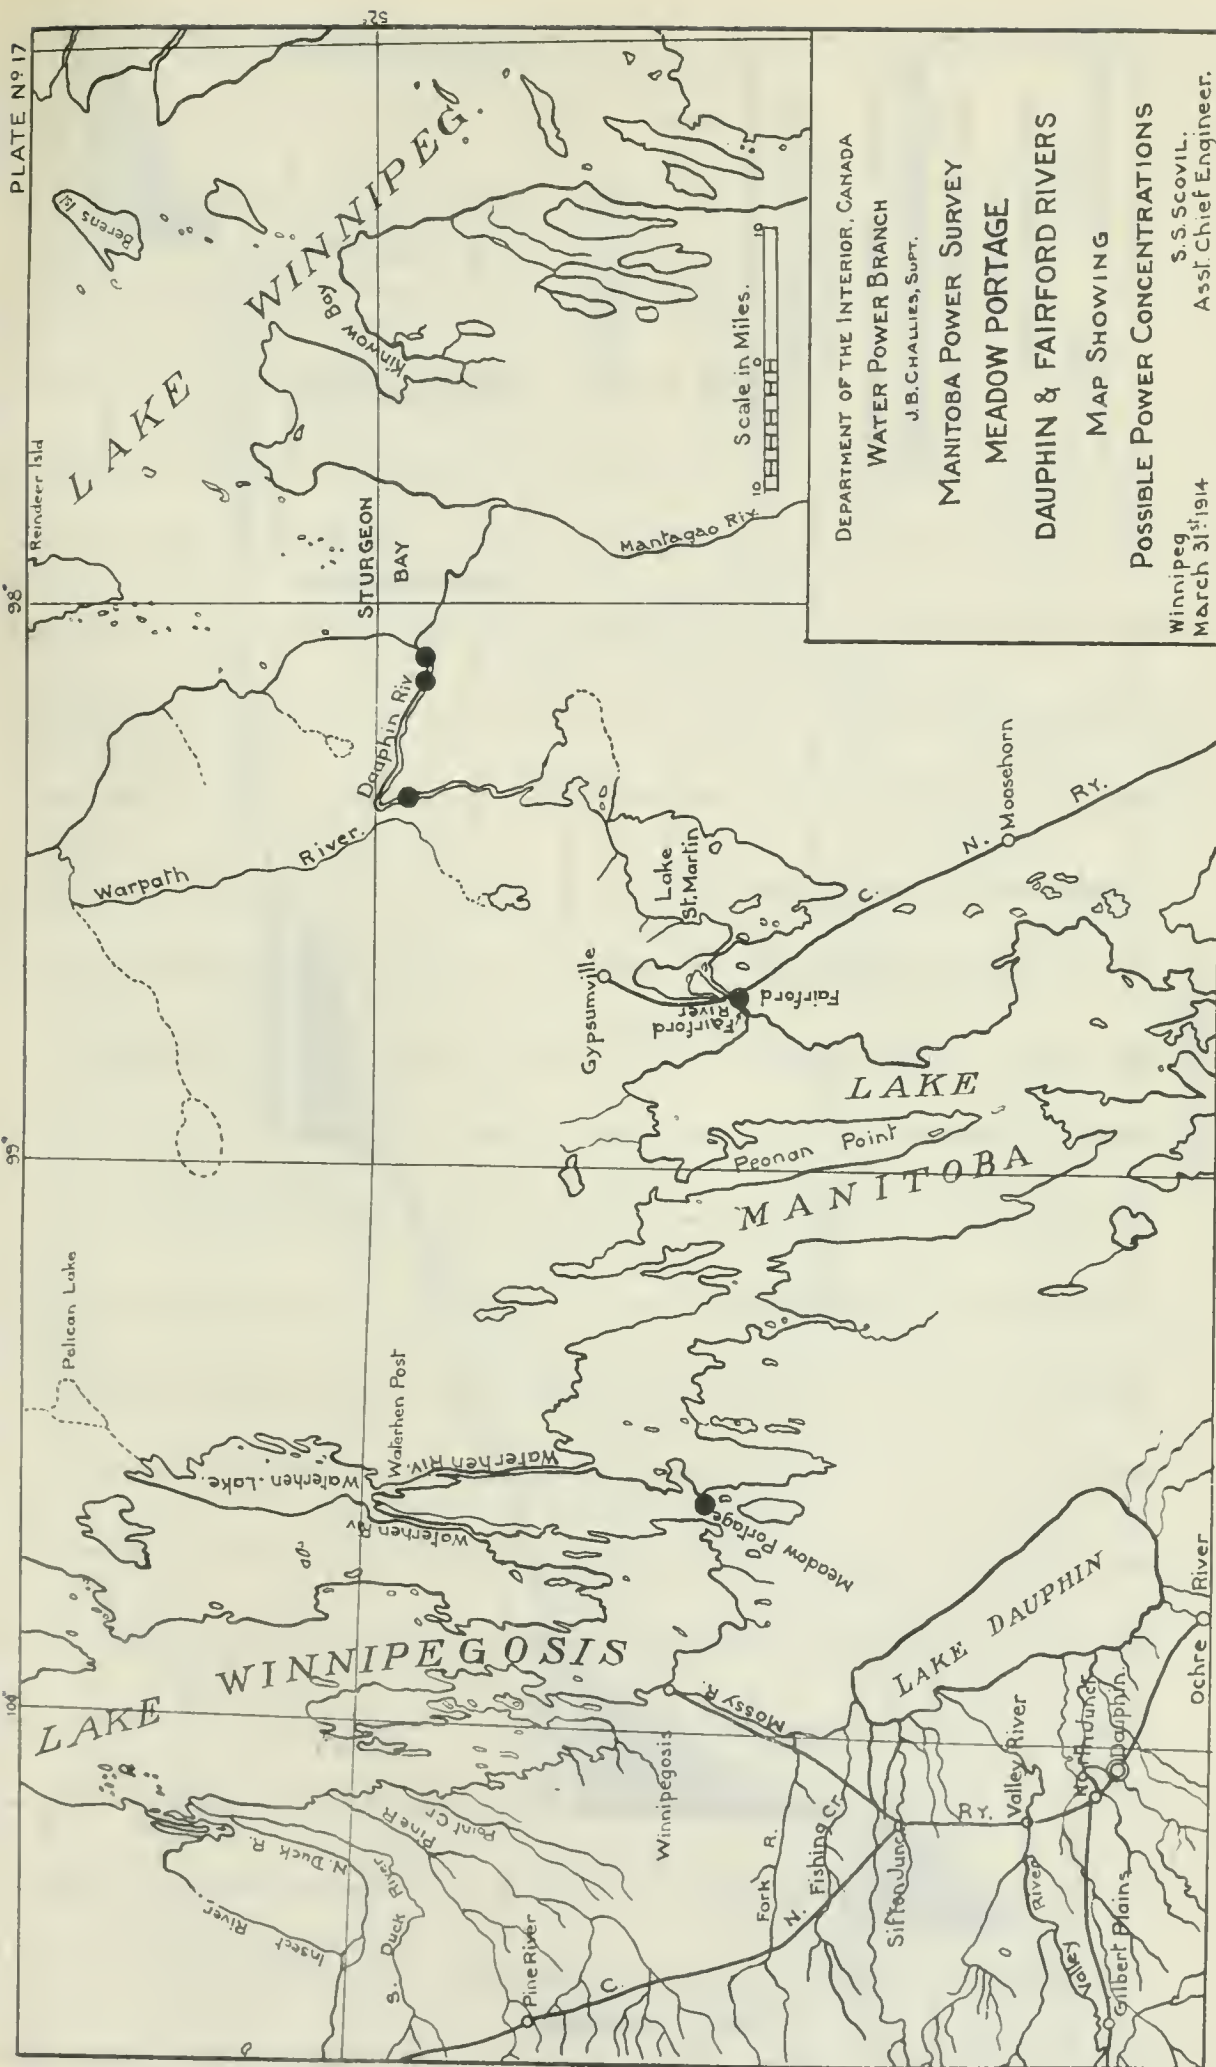 PLATE Nº 17
98°
99°
100°
52°
Reindeer Isld
Berens Isl
LAKE WINNIPEG.
Kinwow Bay
STURGEON
BAY
Mantagao Riv.
Dauphin Riv
Warpath River.
Pelican Lake
Waterhen Lake.
Waterhen Post
Waterhen Riv.
Waterhen Riv
LAKE WINNIPEGOSIS
Lake
St. Martin
Gypsumville
Fairford
River
Fairford
C. N. RY.
Moosehorn
LAKE
MANITOBA
Peonan Point
Meadow Portage
Mossy R.
Winnipegosis
LAKE DAUPHIN
Insect River
N. Duck R.
S. Duck River
Pine R
Point Cr
Pine River
Fork R.
Fishing Cr.
C. N. RY.
Sifton Junc
Valley River
Valley River
North Junc
Dauphin.
Gilbert Plains
Ochre River
Scale in Miles.
10 0 10
DEPARTMENT OF THE INTERIOR, CANADA
WATER POWER BRANCH
J.B. CHALLIES, SUPT.
MANITOBA POWER SURVEY
MEADOW PORTAGE
DAUPHIN & FAIRFORD RIVERS
MAP SHOWING
POSSIBLE POWER CONCENTRATIONS
Winnipeg
March 31st 1914
S. S. SCOVIL.
Asst. Chief Engineer.